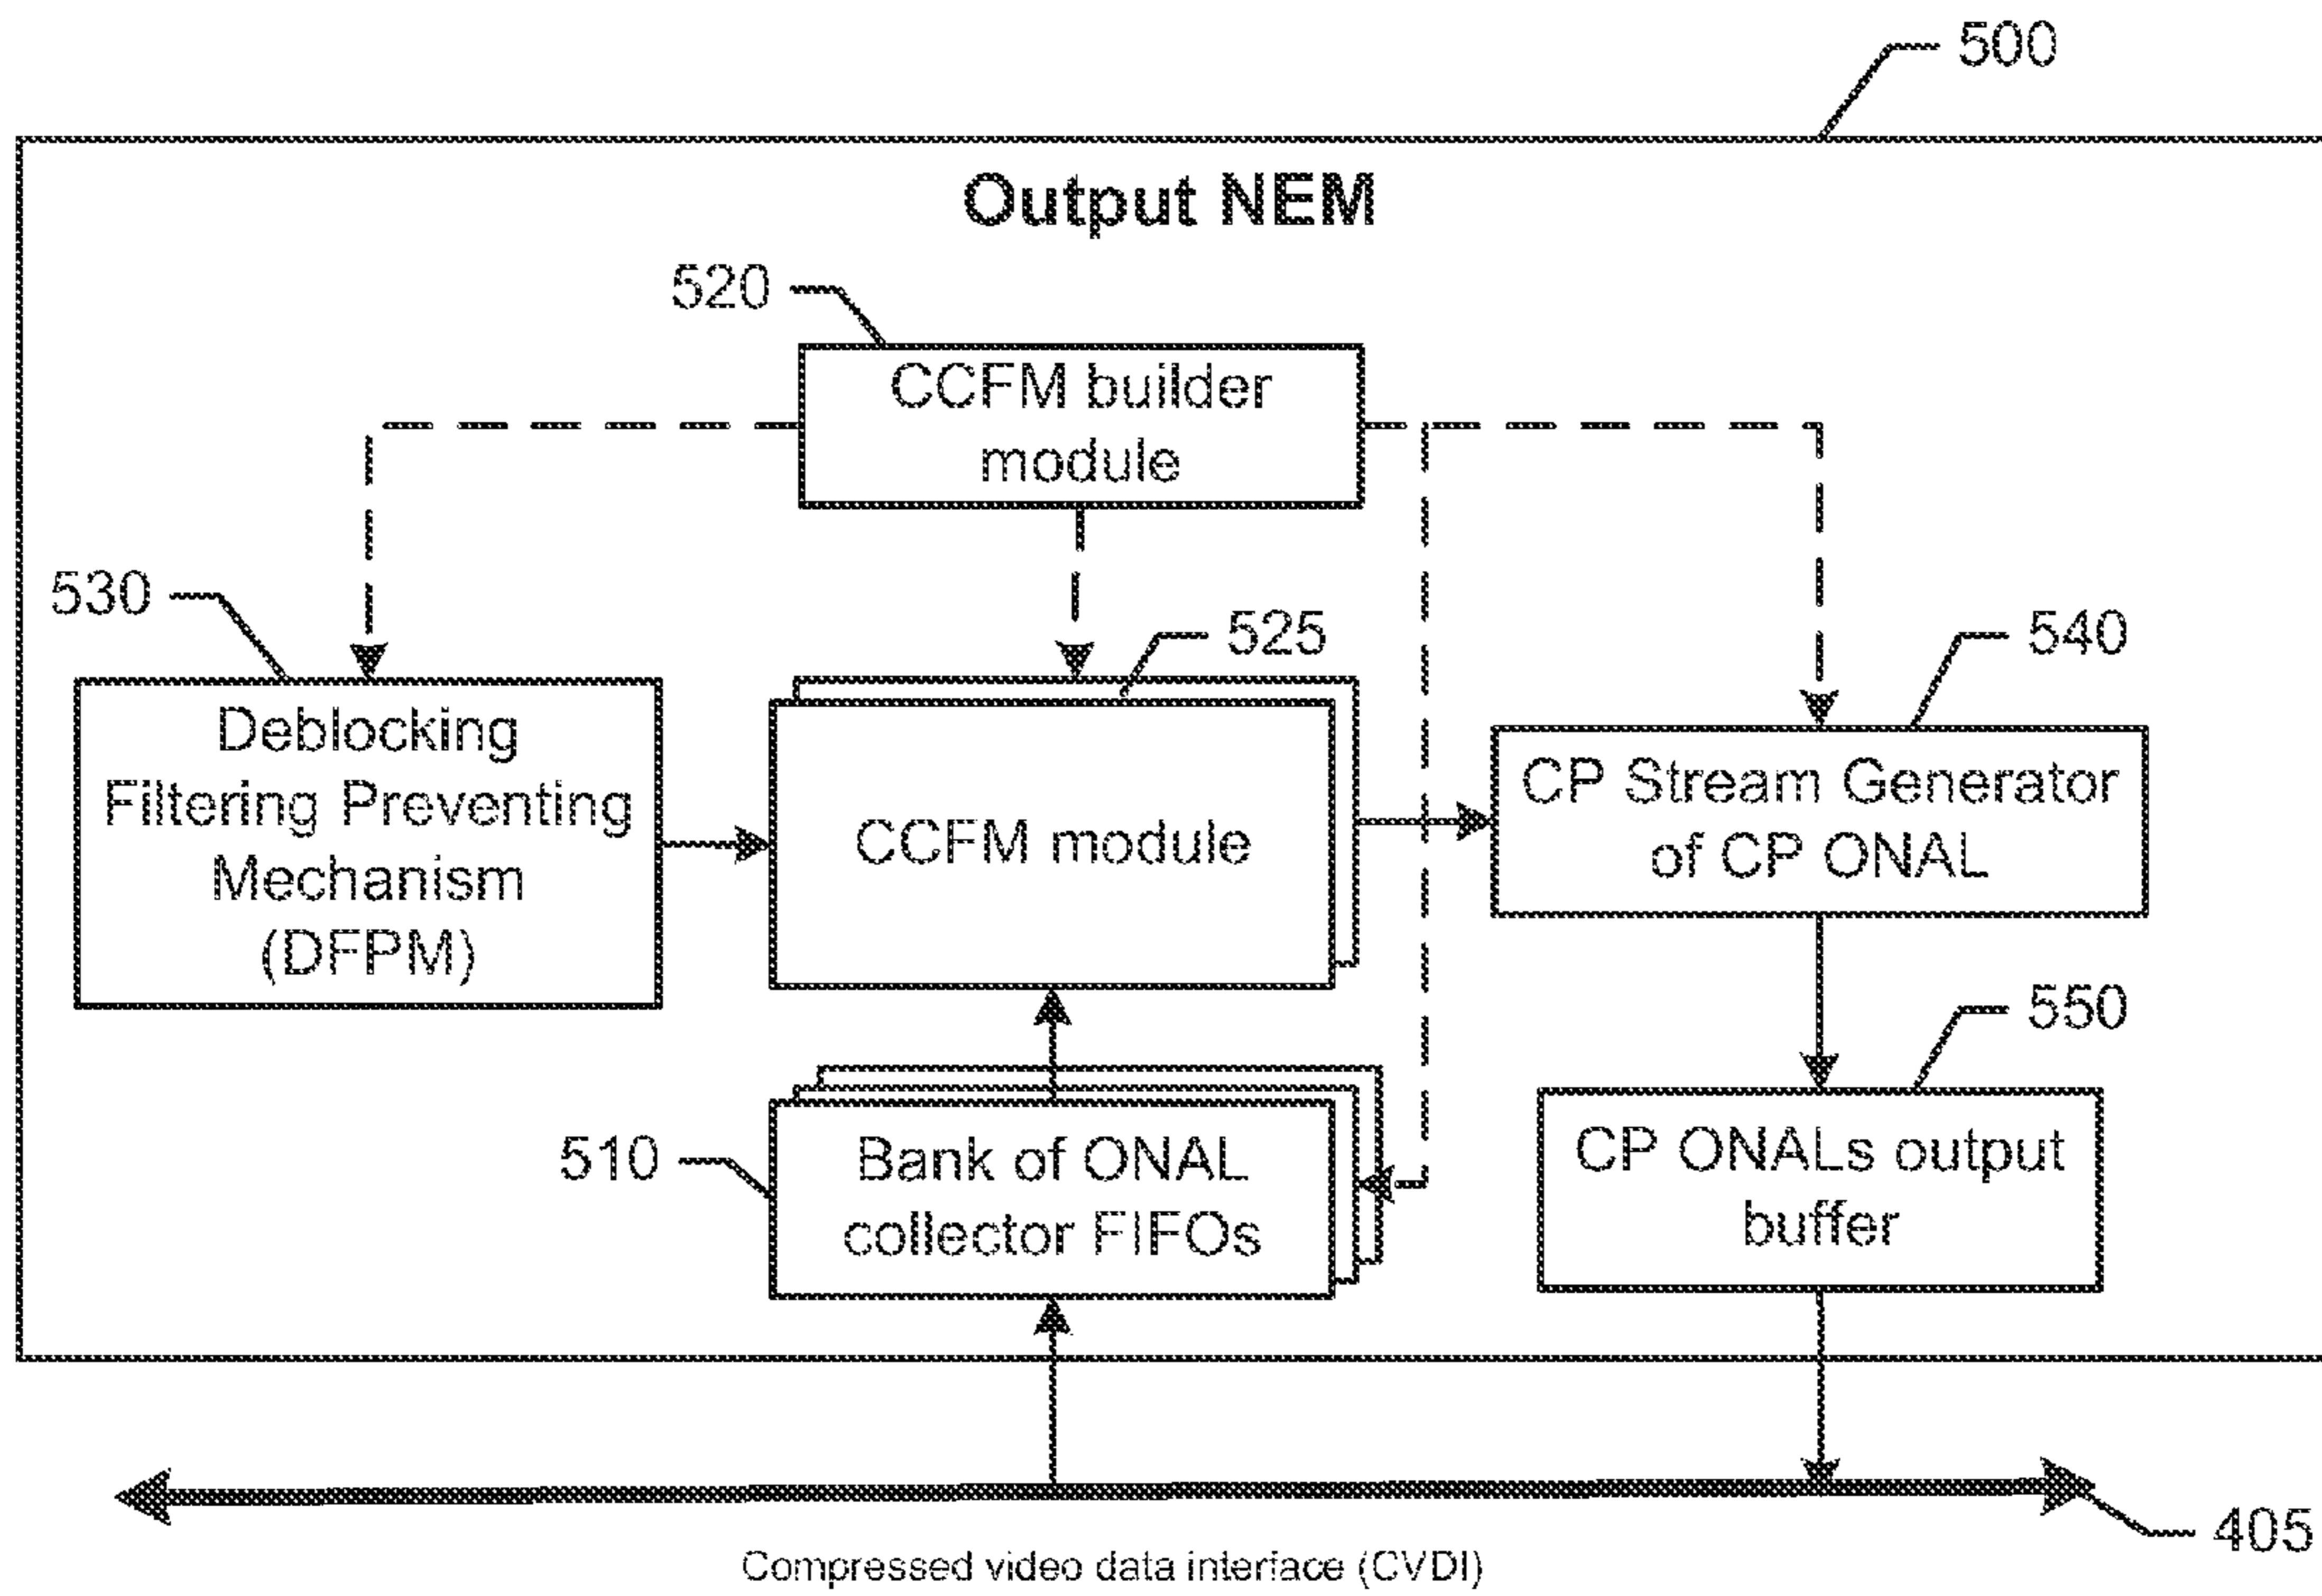 500
Output NEM
520
CCFM builder
module
530
525
540
Deblocking
Filtering Preventing
Mechanism
(DFPM)
CCFM module
CP Stream Generator
of CP ONAL
550
510
Bank of ONAL
collector FIFOs
CP ONALs output
buffer
405
Compressed video data interface (CVDI)